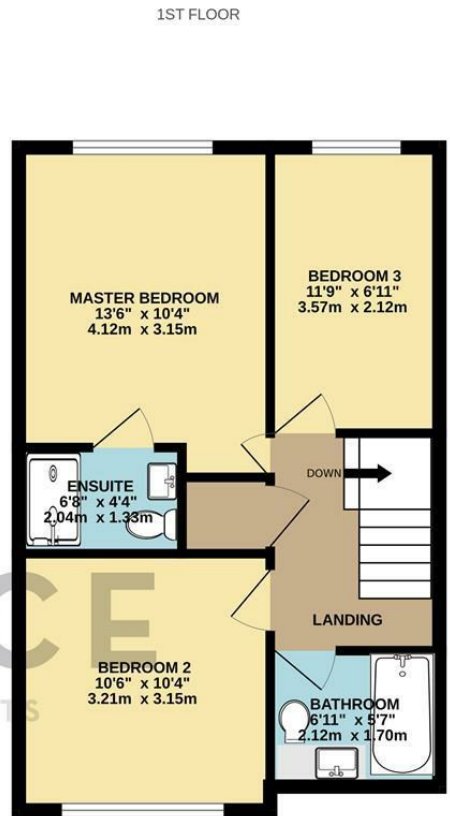 1ST FLOOR
MASTER BEDROOM
13'6" x 10'4"
4.12m x 3.15m
BEDROOM 3
11'9" x 6'11"
3.57m x 2.12m
DOWN
ENSUITE
6'8" x 4'4"
2.04m x 1.33m
LANDING
BEDROOM 2
10'6" x 10'4"
3.21m x 3.15m
BATHROOM
6'11" x 5'7"
2.12m x 1.70m
CE
TS